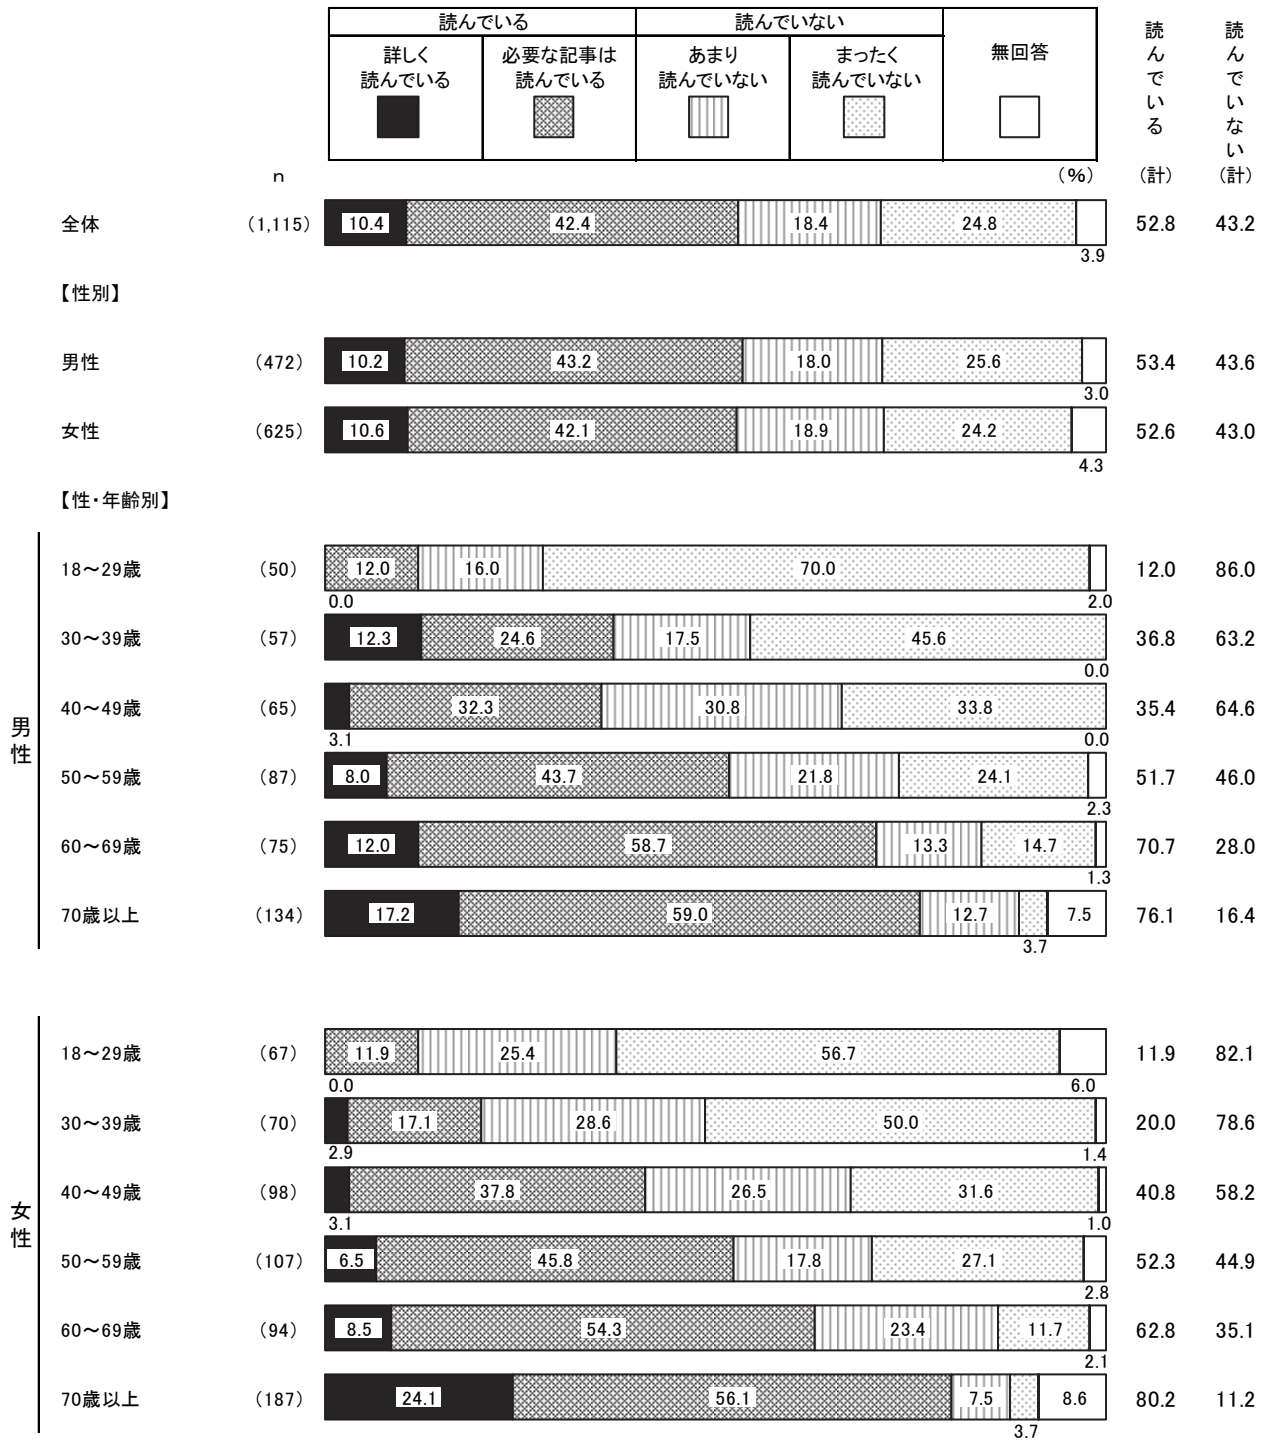 読んでいる 読んでいない
詳しく 必要な記事は あまり まったく 無回答
読んでいる 読んでいる 読んでいない 読んでいない
読んでいる(計)
読んでいない(計)
n (%)
全体 (1,115) 10.4 42.4 18.4 24.8 52.8 43.2
3.9
【性別】
男性 (472) 10.2 43.2 18.0 25.6 53.4 43.6
3.0
女性 (625) 10.6 42.1 18.9 24.2 52.6 43.0
4.3
【性・年齢別】
男性
18～29歳 (50) 12.0 16.0 70.0 12.0 86.0
0.0 2.0
30～39歳 (57) 12.3 24.6 17.5 45.6 36.8 63.2
0.0
40～49歳 (65) 32.3 30.8 33.8 35.4 64.6
3.1 0.0
50～59歳 (87) 8.0 43.7 21.8 24.1 51.7 46.0
2.3
60～69歳 (75) 12.0 58.7 13.3 14.7 70.7 28.0
1.3
70歳以上 (134) 17.2 59.0 12.7 7.5 76.1 16.4
3.7
女性
18～29歳 (67) 11.9 25.4 56.7 11.9 82.1
0.0 6.0
30～39歳 (70) 17.1 28.6 50.0 20.0 78.6
2.9 1.4
40～49歳 (98) 37.8 26.5 31.6 40.8 58.2
3.1 1.0
50～59歳 (107) 6.5 45.8 17.8 27.1 52.3 44.9
2.8
60～69歳 (94) 8.5 54.3 23.4 11.7 62.8 35.1
2.1
70歳以上 (187) 24.1 56.1 7.5 8.6 80.2 11.2
3.7